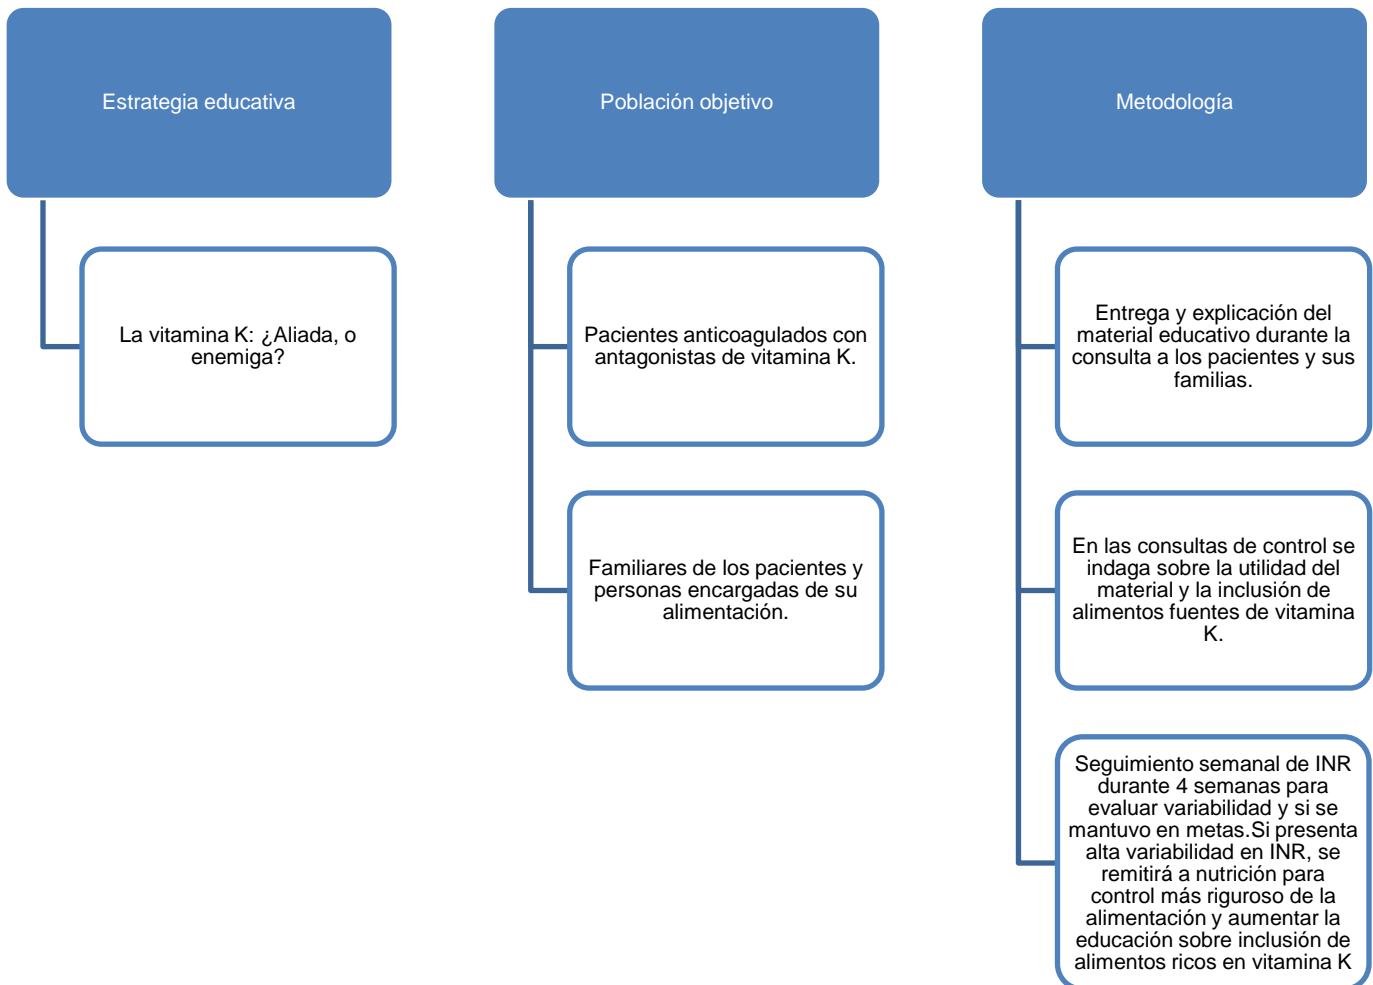 Estrategia educativa
La vitamina K: ¿Aliada, o
enemiga?
Población objetivo
Pacientes anticoagulados con
antagonistas de vitamina K.
Familiares de los pacientes y
personas encargadas de su
alimentación.
Metodología
Entrega y explicación del
material educativo durante la
consulta a los pacientes y sus
familias.
En las consultas de control se
indaga sobre la utilidad del
material y la inclusión de
alimentos fuentes de vitamina
K.
Seguimiento semanal de INR
durante 4 semanas para
evaluar variabilidad y si se
mantuvo en metas.Si presenta
alta variabilidad en INR, se
remitirá a nutrición para
control más riguroso de la
alimentación y aumentar la
educación sobre inclusión de
alimentos ricos en vitamina K